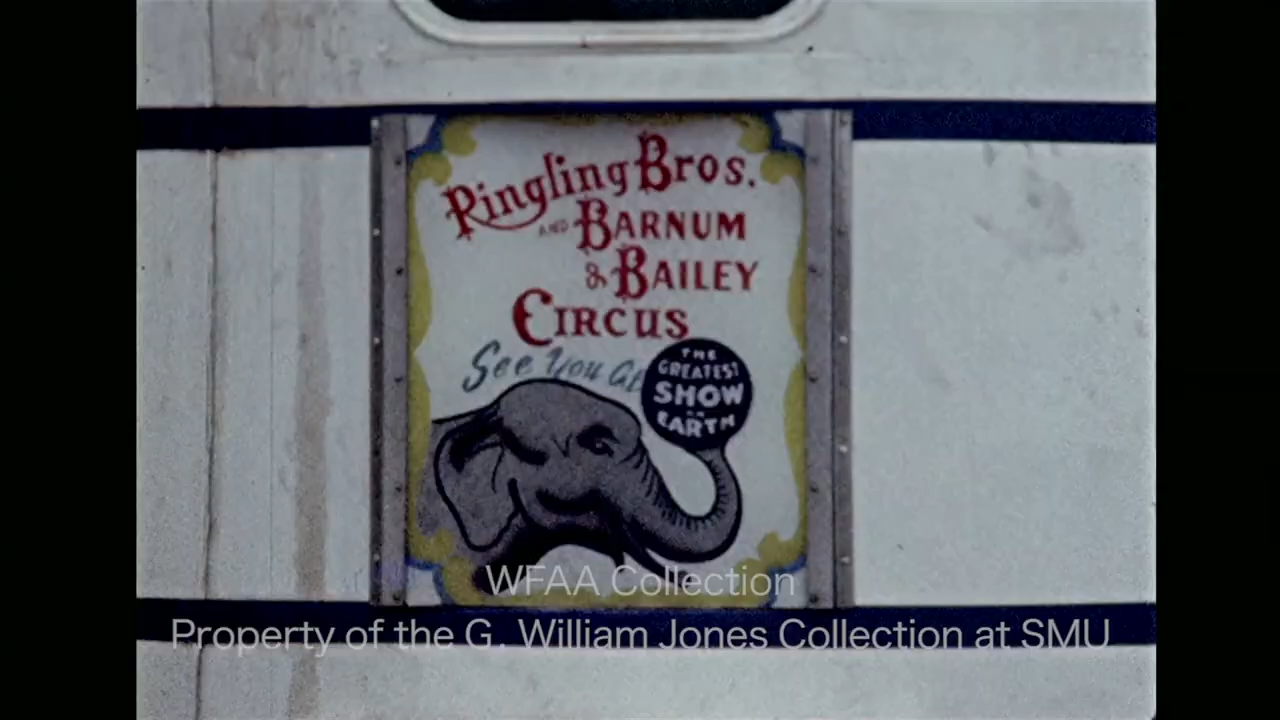 Ringling Bros.
AND BARNUM
& BAILEY
CIRCUS
See You At
THE
GREATEST
SHOW
ON
EARTH
WFAA Collection
Property of the G. William Jones Collection at SMU